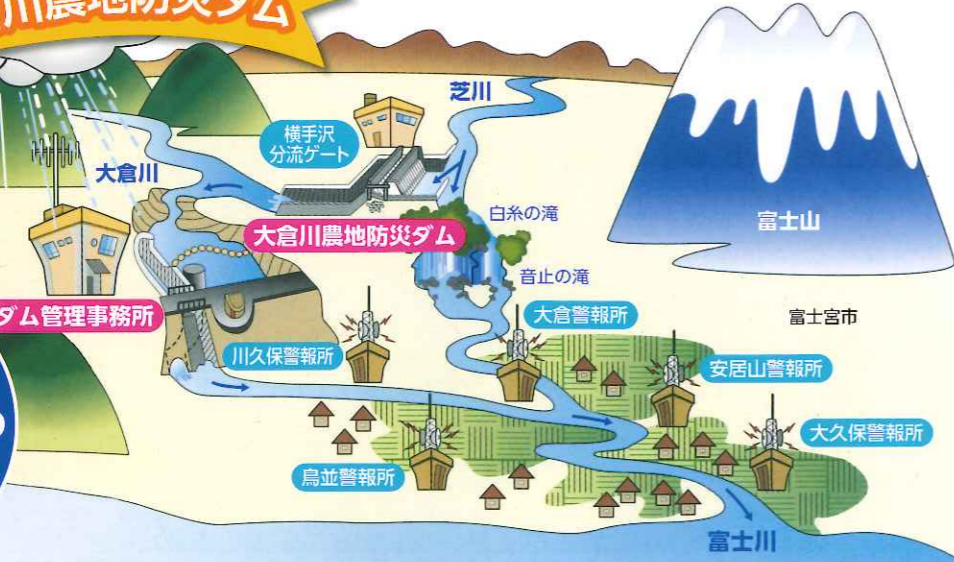 川農地防災ダム
芝川
横手沢
分流ゲート
大倉川
白糸の滝
富士山
大倉川農地防災ダム
音止の滝
大倉警報所
富士宮市
ダム管理事務所
川久保警報所
安居山警報所
大久保警報所
鳥並警報所
富士川